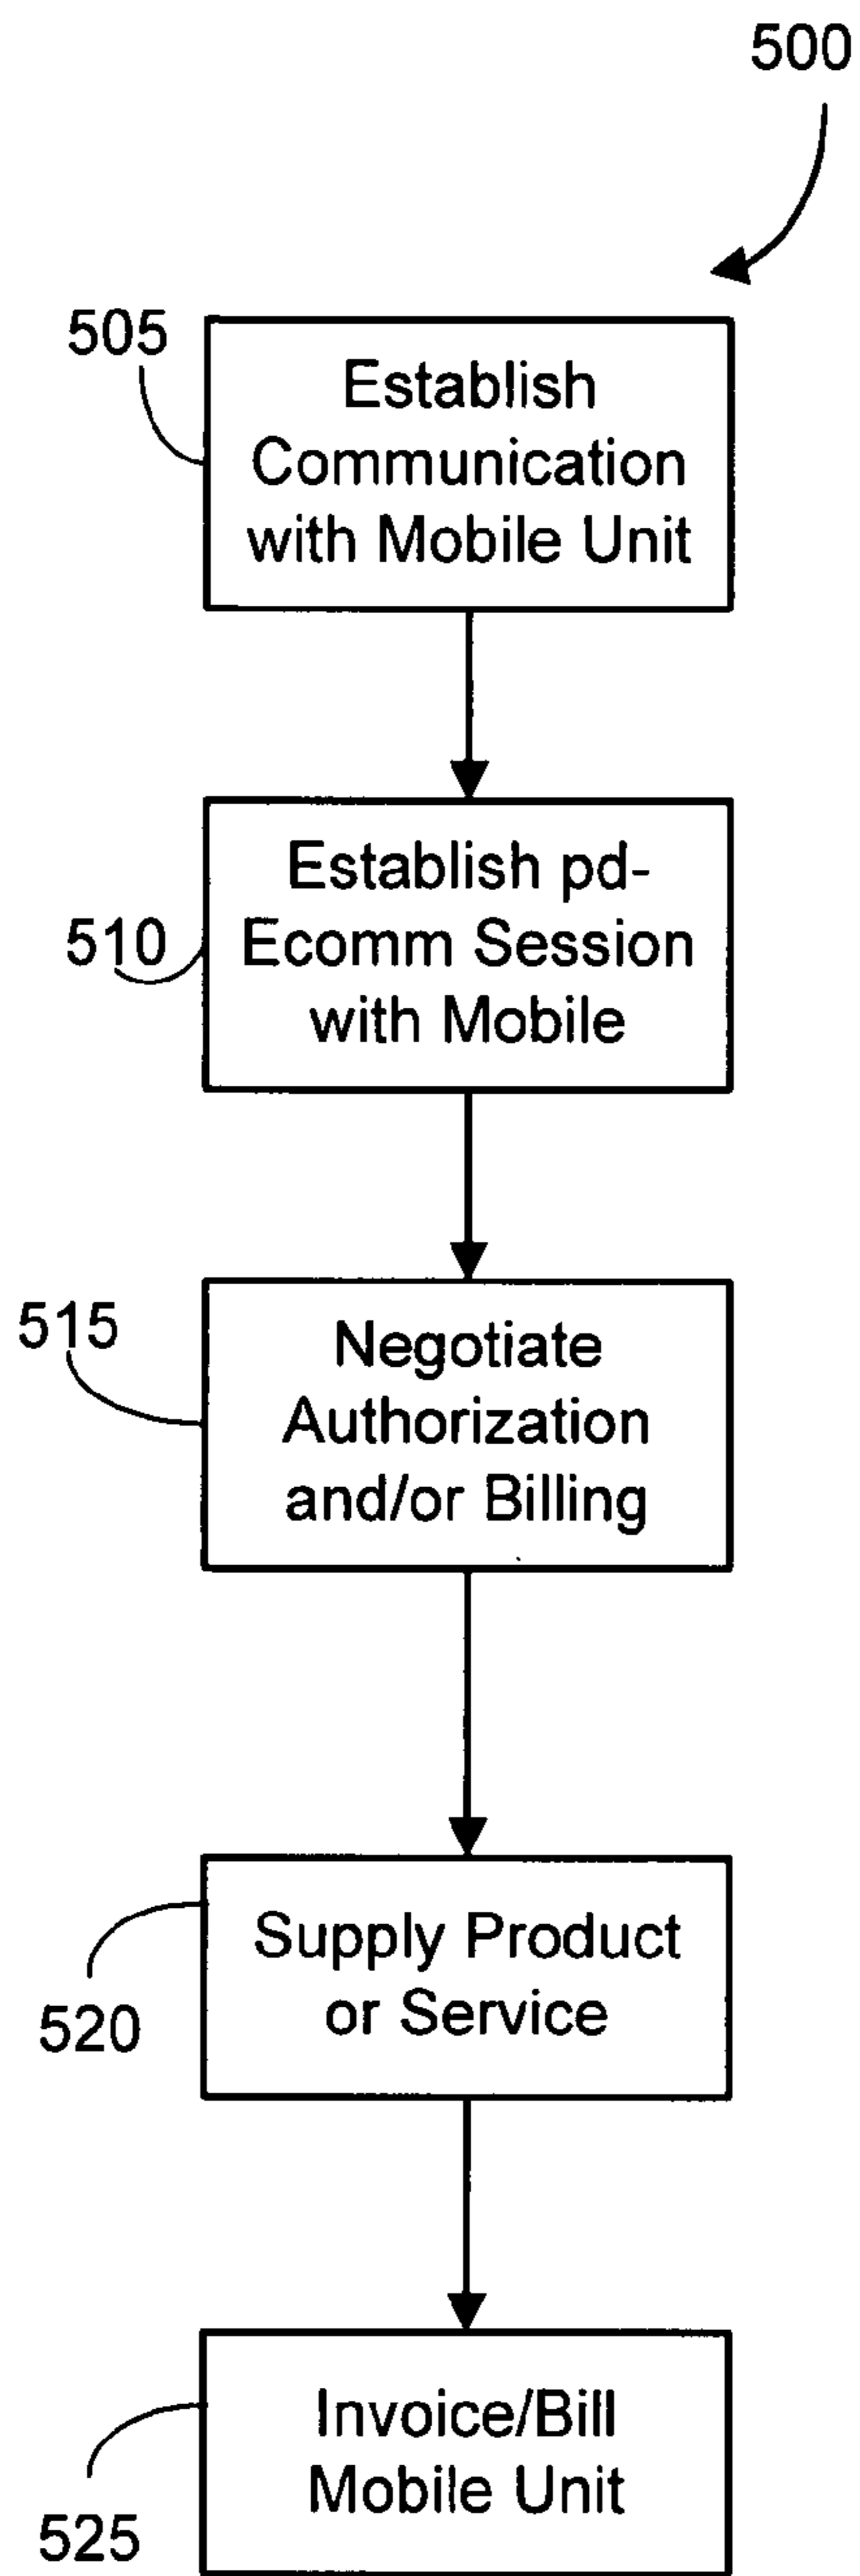 500
505
Establish
Communication
with Mobile Unit
510
Establish pd-
Ecomm Session
with Mobile
515
Negotiate
Authorization
and/or Billing
520
Supply Product
or Service
525
Invoice/Bill
Mobile Unit